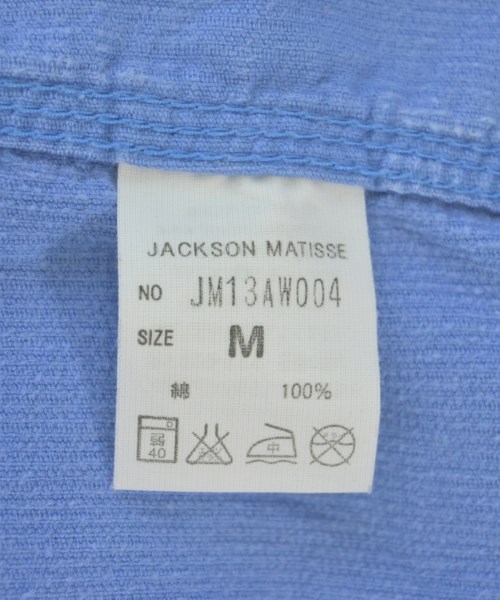 JACKSON MATISSE
NO JM13AW004
SIZE M
綿 100%
弱 中
40